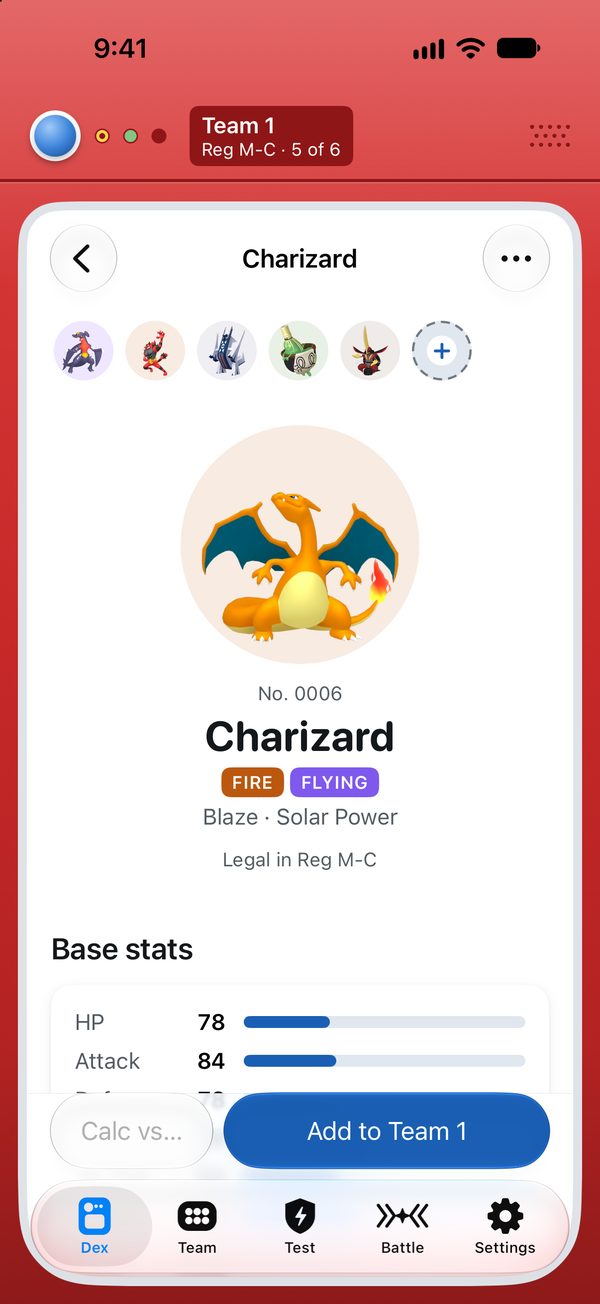 9:41
Team 1
Reg M-C · 5 of 6
Charizard
No. 0006
Charizard
FIRE FLYING
Blaze · Solar Power
Legal in Reg M-C
Base stats
HP 78
Attack 84
Calc vs...
Add to Team 1
Dex Team Test Battle Settings